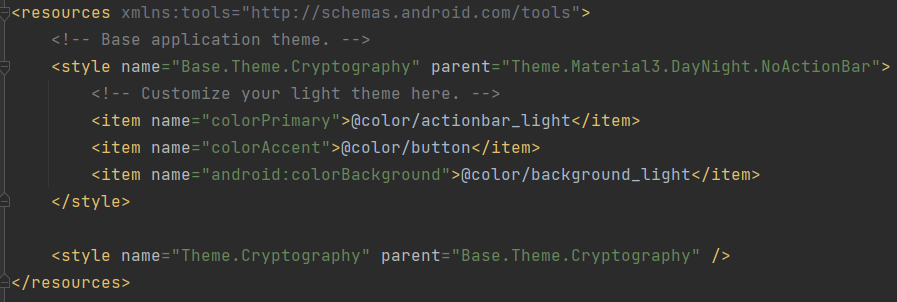 <resources xmlns:tools="http://schemas.android.com/tools">
<!-- Base application theme. -->
<style name="Base.Theme.Cryptography" parent="Theme.Material3.DayNight.NoActionBar">
<!-- Customize your light theme here. -->
<item name="colorPrimary">@color/actionbar_light</item>
<item name="colorAccent">@color/button</item>
<item name="android:colorBackground">@color/background_light</item>
</style>
<style name="Theme.Cryptography" parent="Base.Theme.Cryptography" />
</resources>